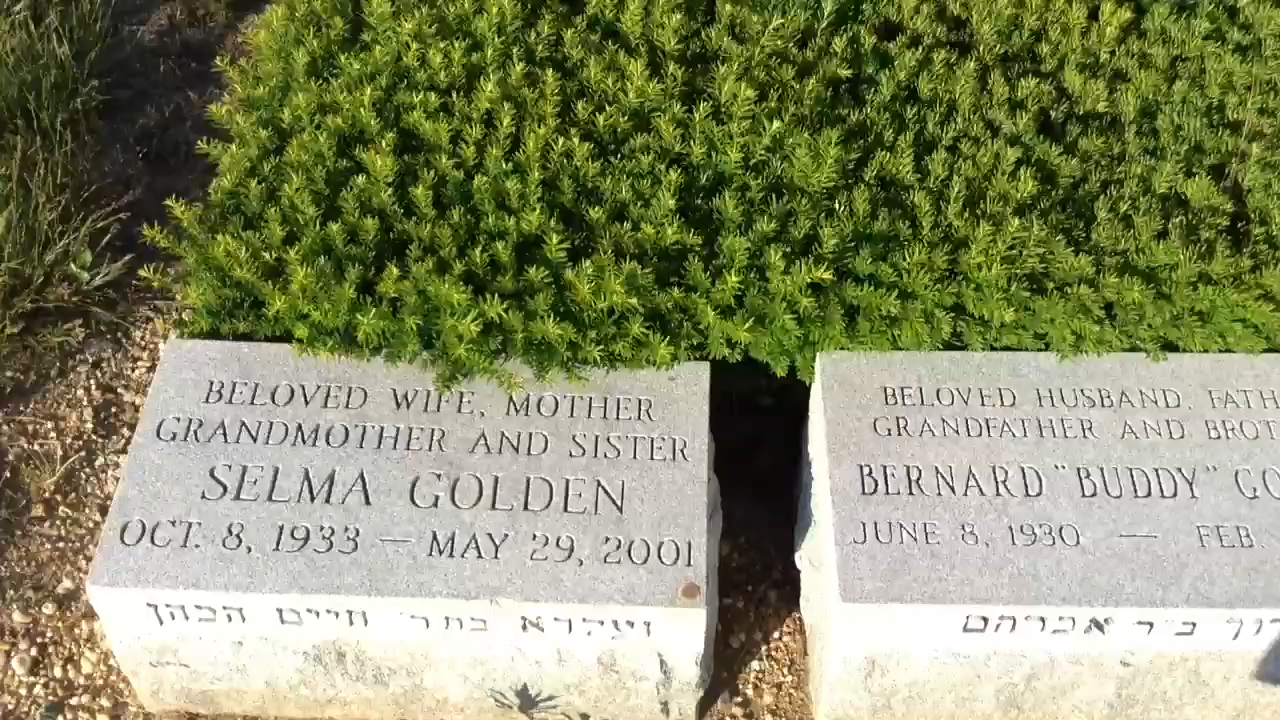 BELOVED WIFE, MOTHER
GRANDMOTHER AND SISTER
SELMA GOLDEN
OCT. 8, 1933 — MAY 29, 2001
זעלדא בת ר׳ חיים הכהן
BELOVED HUSBAND, FATH
GRANDFATHER AND BROT
BERNARD "BUDDY" GO
JUNE 8, 1930 — FEB.
ב״ר אברהם